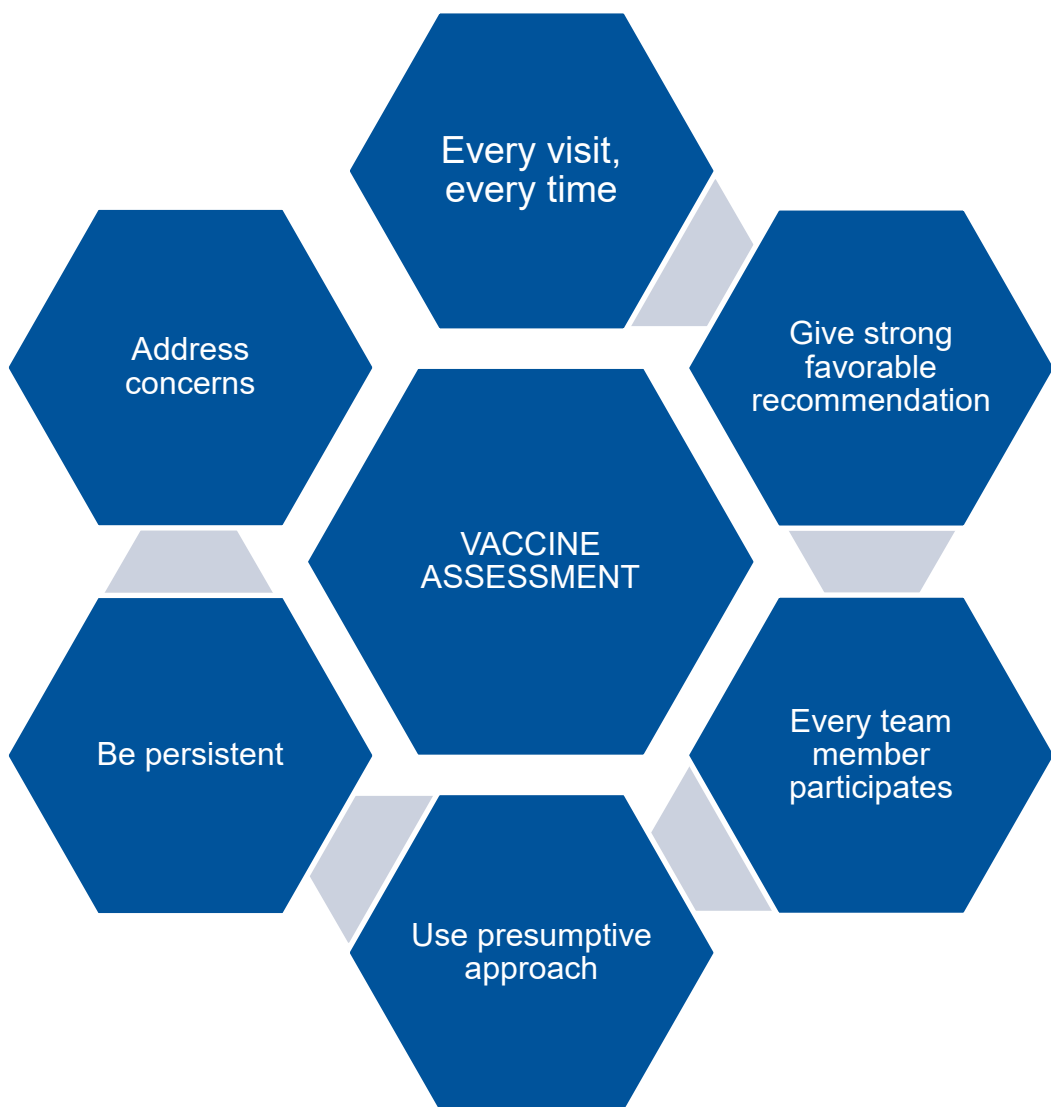 Every visit,
every time
Give strong
favorable
recommendation
Every team
member
participates
Use presumptive
approach
Be persistent
Address
concerns
VACCINE
ASSESSMENT